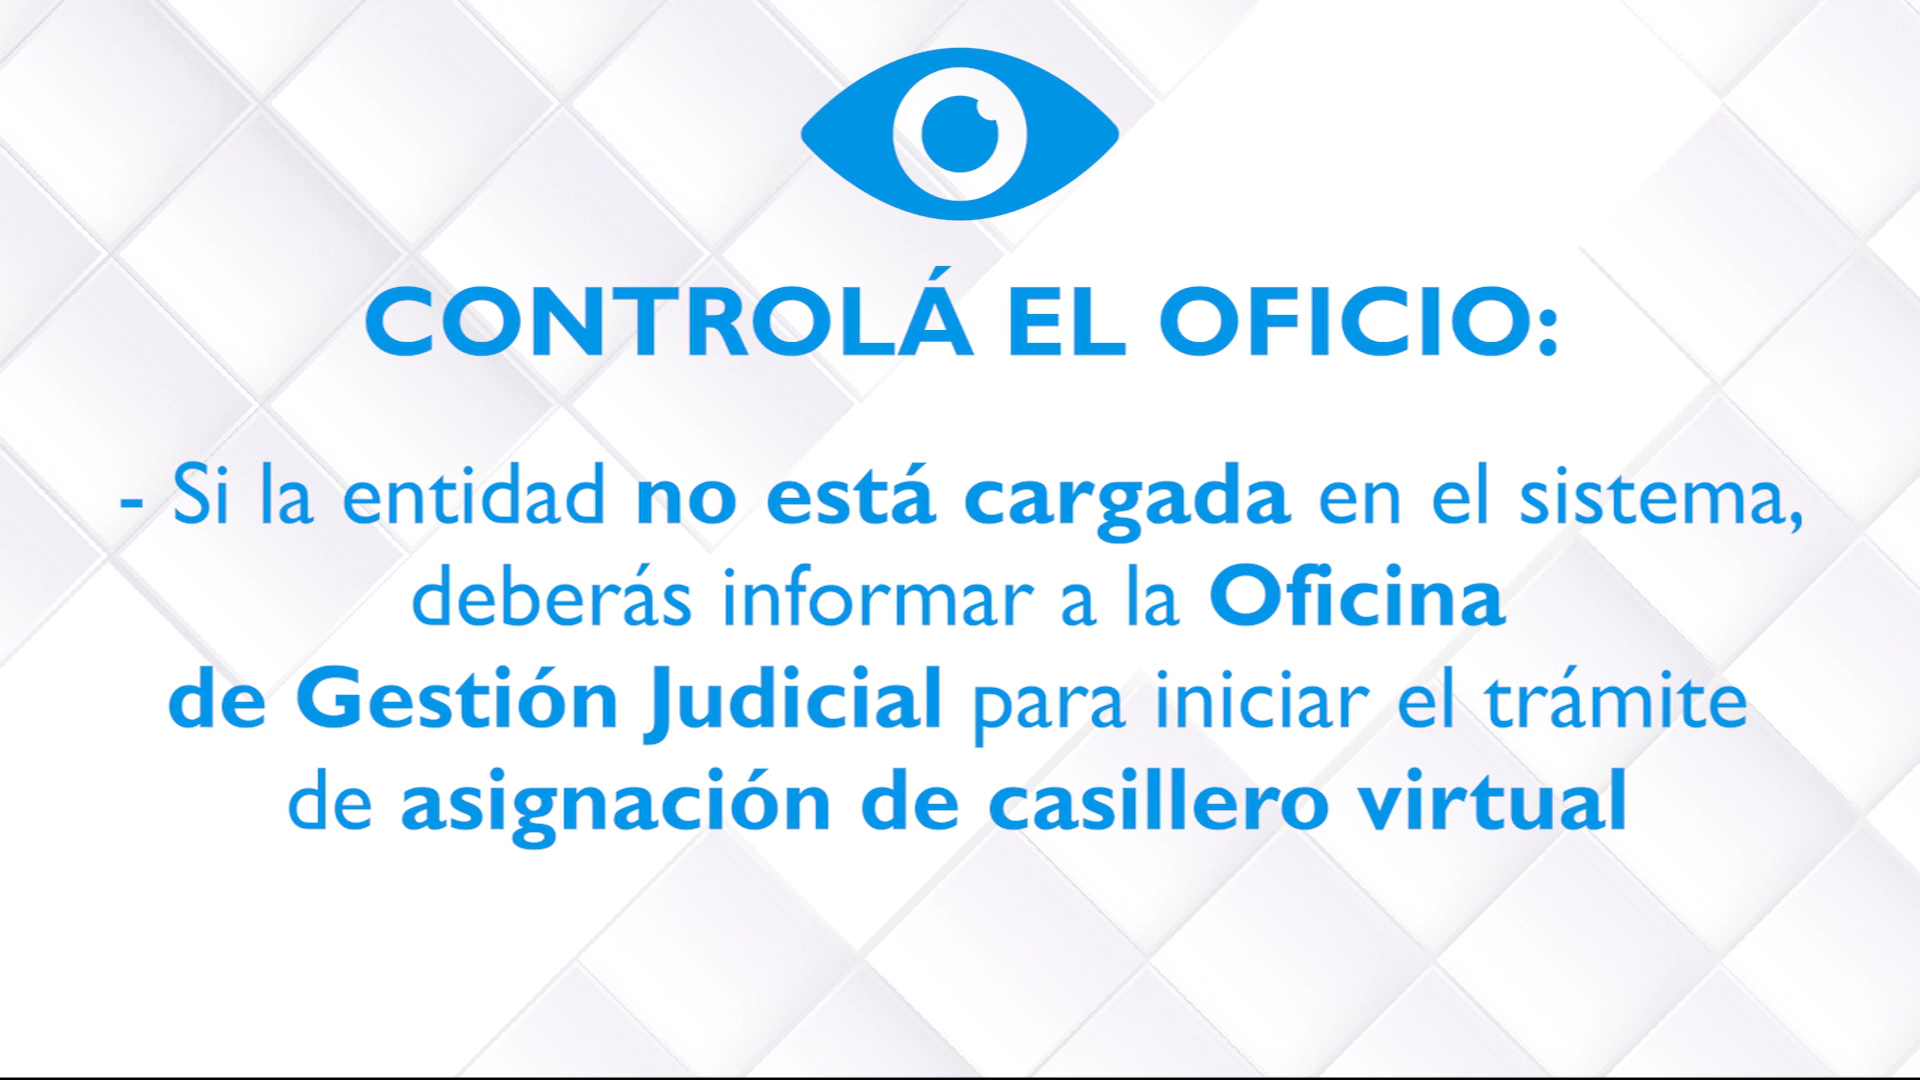 CONTROLÁ EL OFICIO:
- Si la entidad no está cargada en el sistema,
deberás informar a la Oficina
de Gestión Judicial para iniciar el trámite
de asignación de casillero virtual